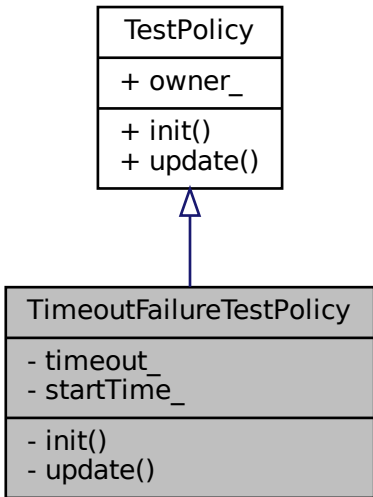 TestPolicy
+ owner_
+ init()
+ update()
TimeoutFailureTestPolicy
- timeout_
- startTime_
- init()
- update()